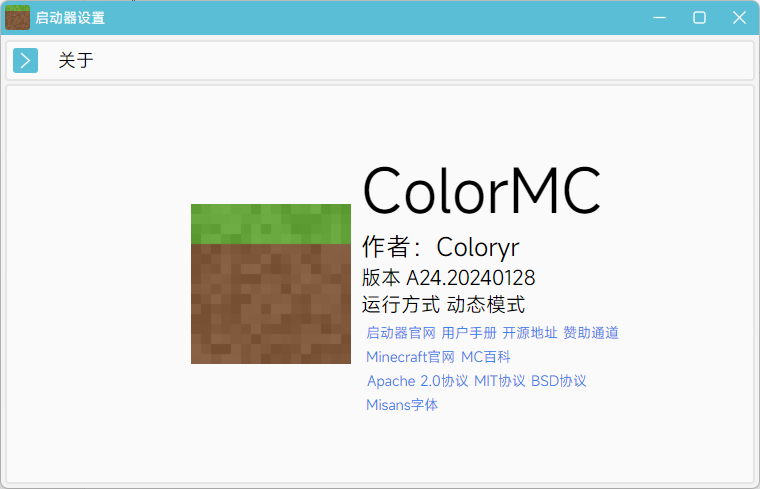 启动器设置
关于
ColorMC
作者：Coloryr
版本 A24.20240128
运行方式 动态模式
启动器官网 用户手册 开源地址 赞助通道
Minecraft官网 MC百科
Apache 2.0协议 MIT协议 BSD协议
Misans字体